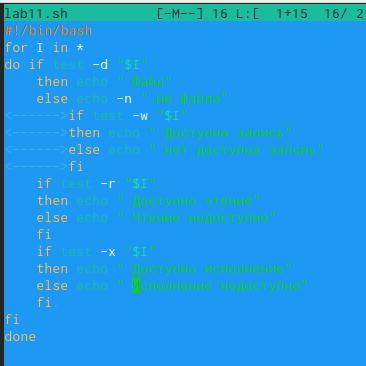 lab11.sh [-M--] 16 L:[ 1+15 16/ 2
#!/bin/bash
for I in *
do if test -d "$I"
then echo " Файл"
else echo -n " Не файла"
<------>if test -w "$I"
<------>then echo " Доступна запись"
<------>else echo " нет доступна запсиь"
<------>fi
if test -r "$I"
then echo " Доступно чтение"
else echo " Чтение недоступно"
fi
if test -x "$I"
then echo " Доступно исполнение"
else echo " Исполнение недоступно"
fi.
fi
done